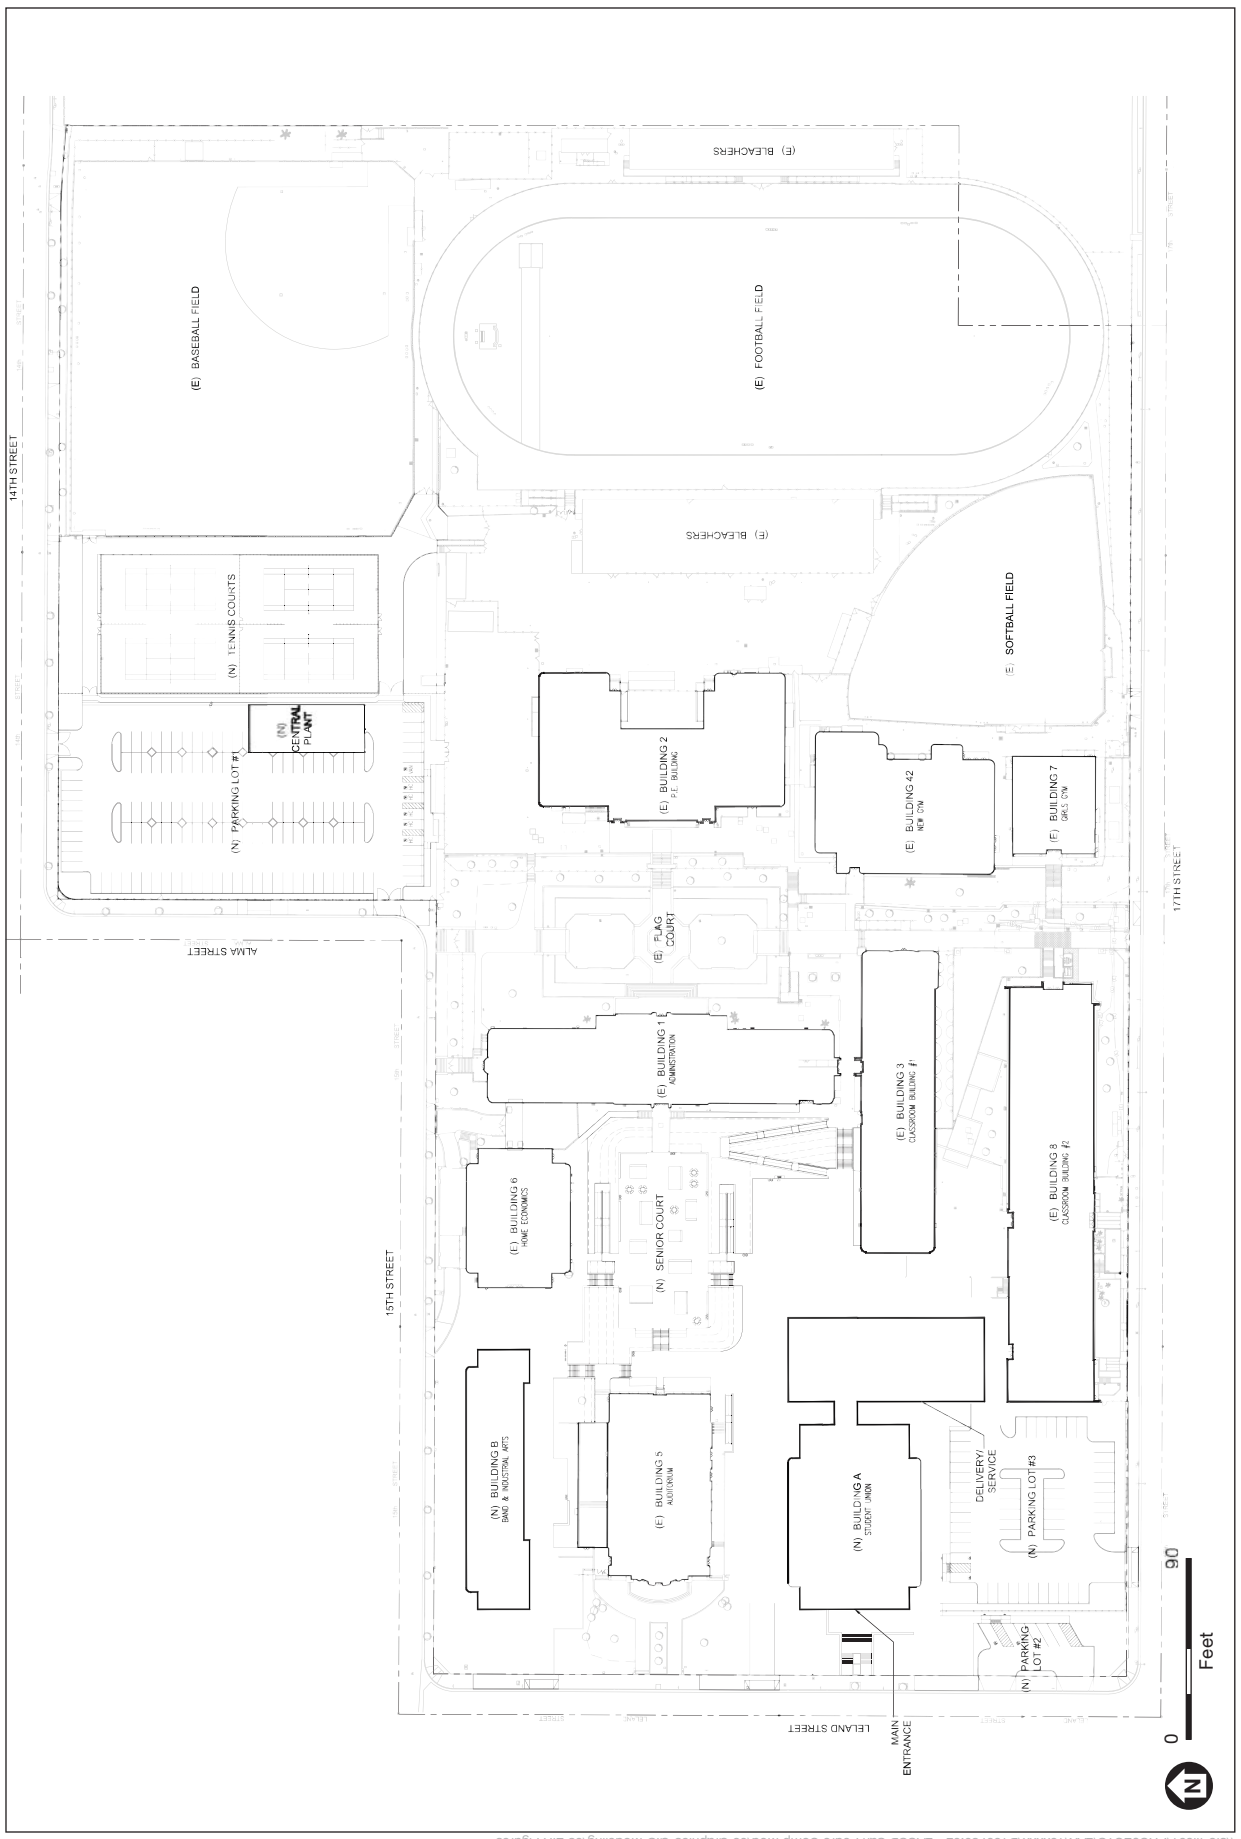 (E) BLEACHERS
(E) BASEBALL FIELD
(E) FOOTBALL FIELD
14TH STREET
(E) BLEACHERS
(N) TENNIS COURTS
(E) SOFTBALL FIELD
(N)
CENTRAL
PLANT
(N) PARKING LOT #1
(E) BUILDING 2
P.E. BUILDING
(E) BUILDING 42
NEW GYM
(E) BUILDING 7
GIRLS GYM
17TH STREET
ALMA STREET
(E) FLAG
COURT
(E) BUILDING 1
ADMINISTRATION
(E) BUILDING 3
CLASSROOM BUILDING #1
(E) BUILDING 8
CLASSROOM BUILDING #2
(E) BUILDING 6
HOME ECONOMICS
(N) SENIOR COURT
15TH STREET
(N) BUILDING B
BAND & INDUSTRIAL ARTS
(E) BUILDING 5
AUDITORIUM
(N) BUILDING A
STUDENT UNION
DELIVERY/
SERVICE
(N) PARKING LOT #3
(N) PARKING
LOT #2
LELAND STREET
MAIN
ENTRANCE
0
90
Feet
N